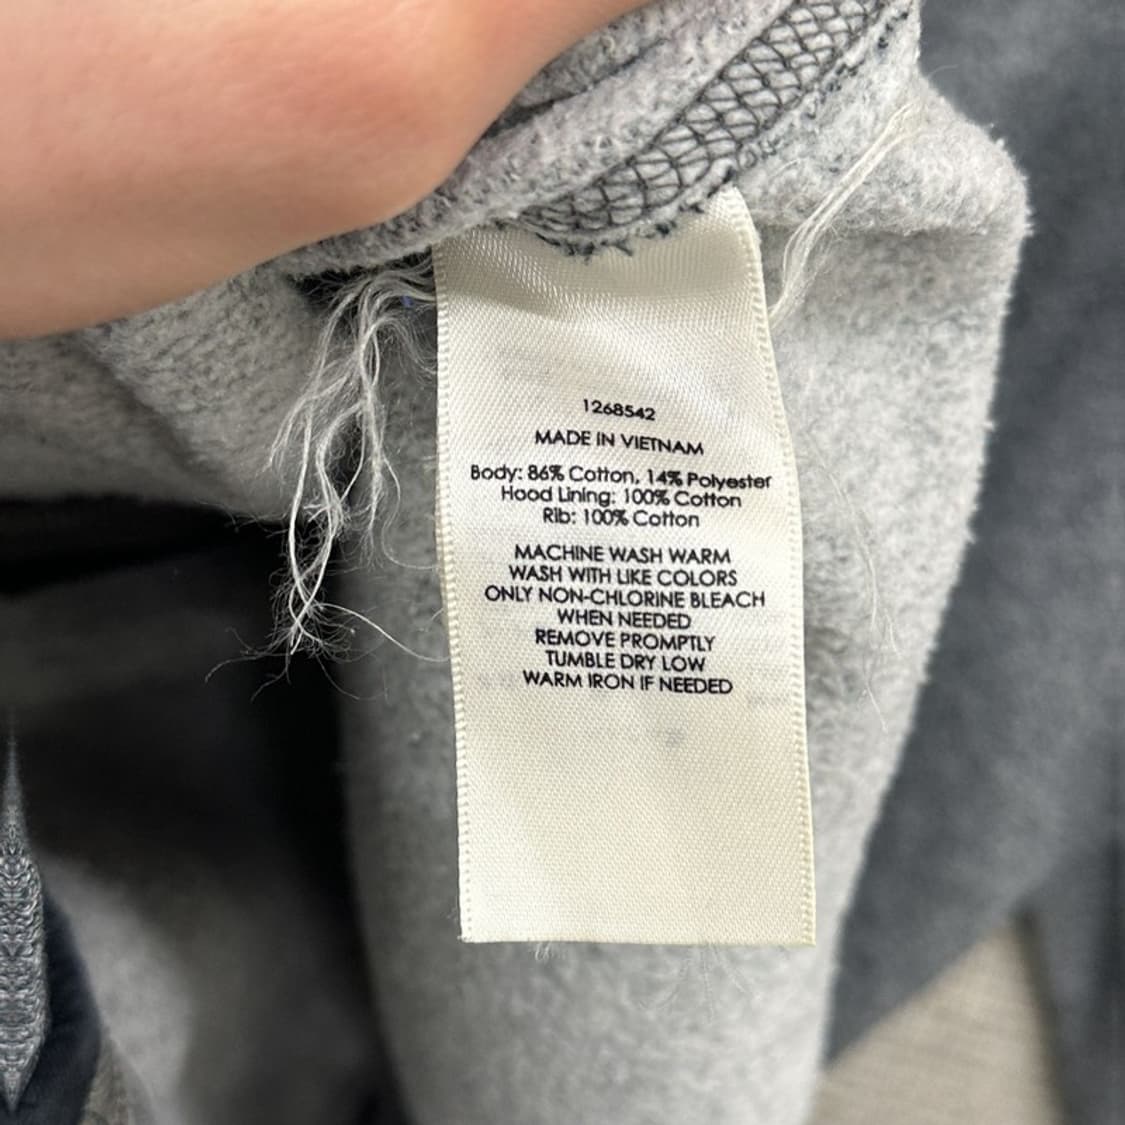 1268542
MADE IN VIETNAM
Body: 86% Cotton, 14% Polyester
Hood Lining: 100% Cotton
Rib: 100% Cotton
MACHINE WASH WARM
WASH WITH LIKE COLORS
ONLY NON-CHLORINE BLEACH
WHEN NEEDED
REMOVE PROMPTLY
TUMBLE DRY LOW
WARM IRON IF NEEDED